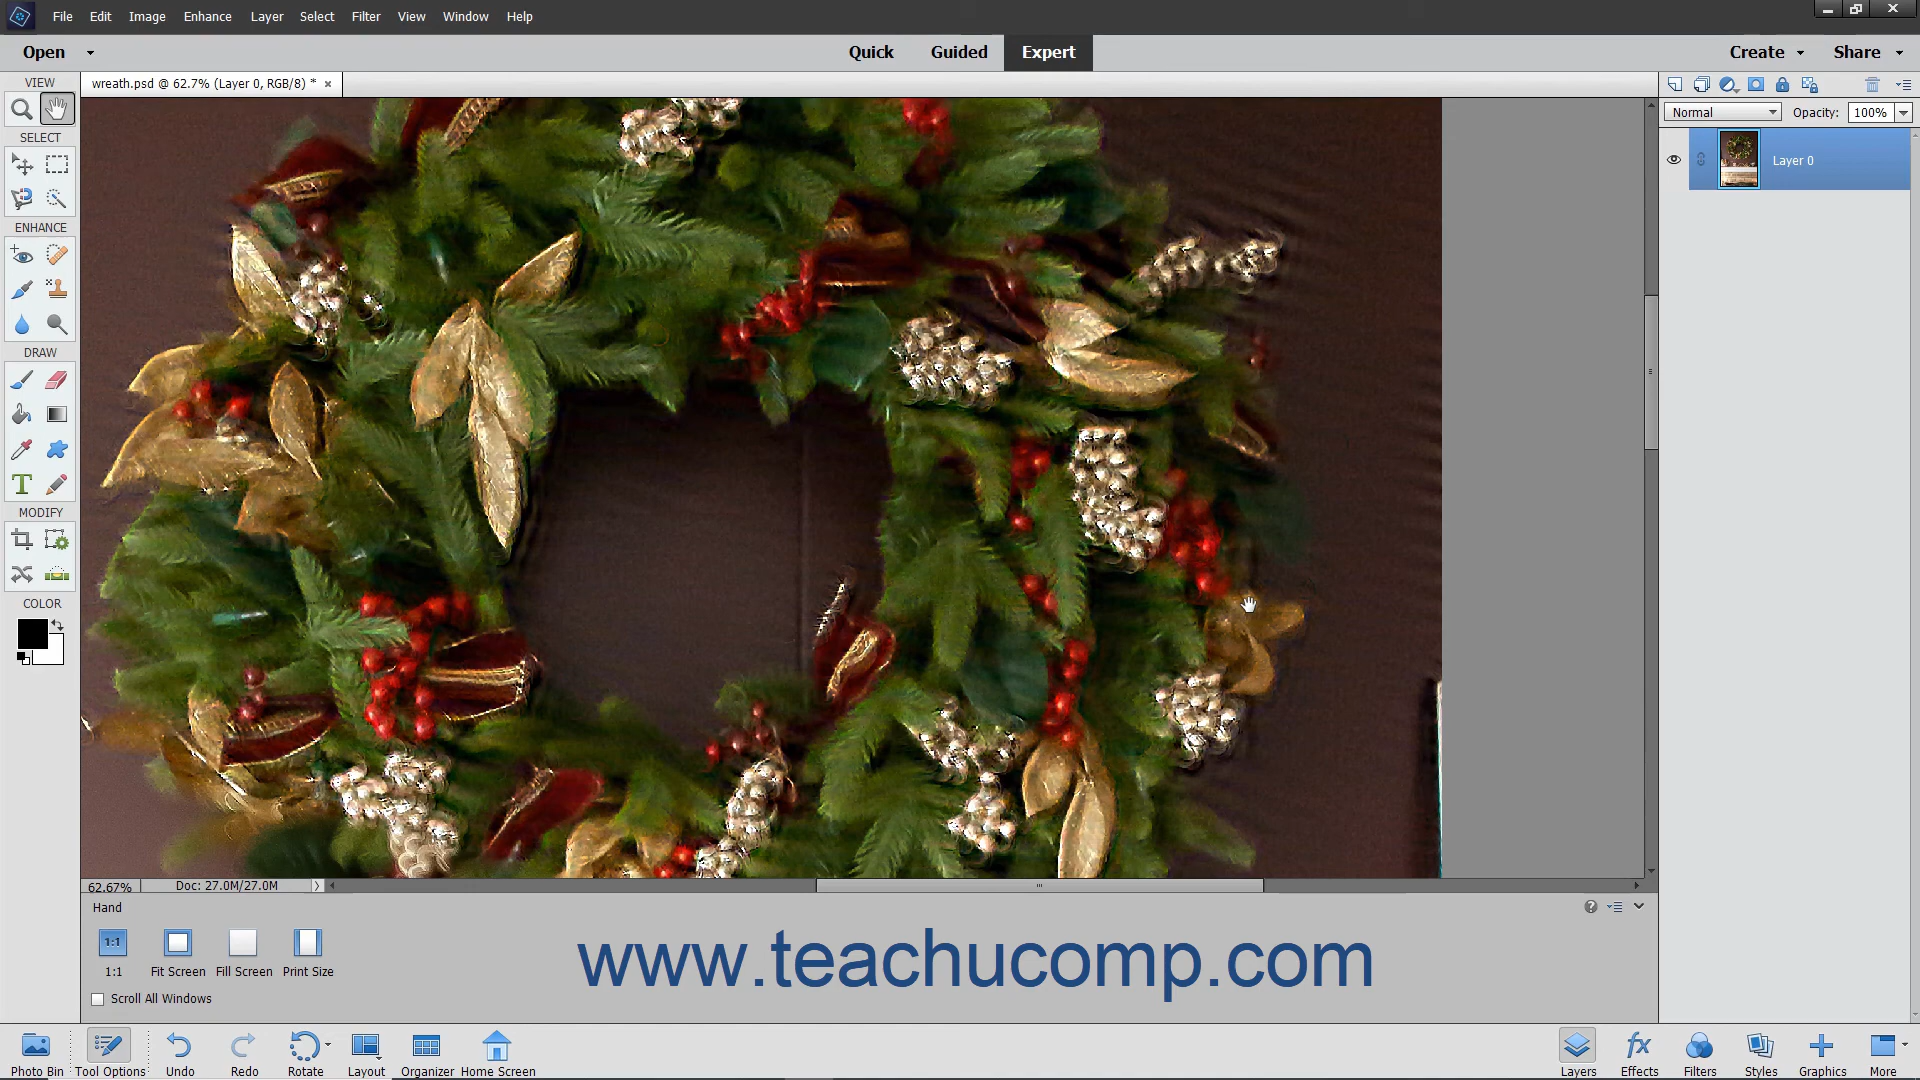 File Edit Image Enhance Layer Select Filter View Window Help
Open Quick Guided Expert Create Share
VIEW
wreath.psd @ 62.7% (Layer 0, RGB/8) * ×
Normal Opacity: 100%
SELECT
Layer 0
ENHANCE
DRAW
T
MODIFY
COLOR
62.67% Doc: 27.0M/27.0M
Hand
1:1
1:1 Fit Screen Fill Screen Print Size
Scroll All Windows
www.teachucomp.com
fx
Photo Bin Tool Options Undo Redo Rotate Layout Organizer Home Screen Layers Effects Filters Styles Graphics More